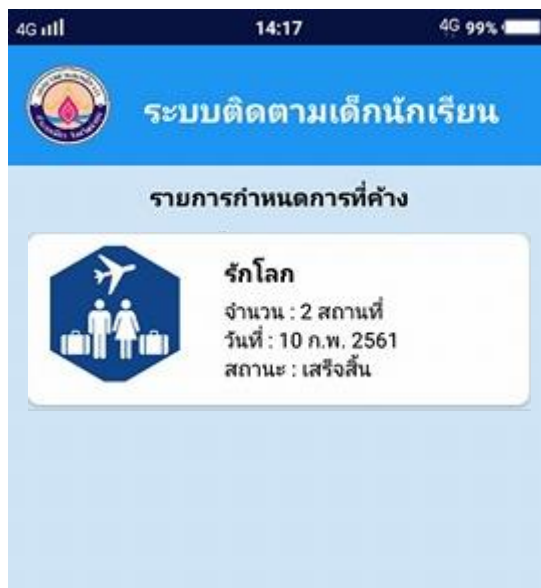 4G 14:17 4G 99%
ระบบติดตามเด็กนักเรียน
รายการกำหนดการที่ค้าง
รักโลก
จำนวน : 2 สถานที่
วันที่ : 10 ก.พ. 2561
สถานะ : เสร็จสิ้น